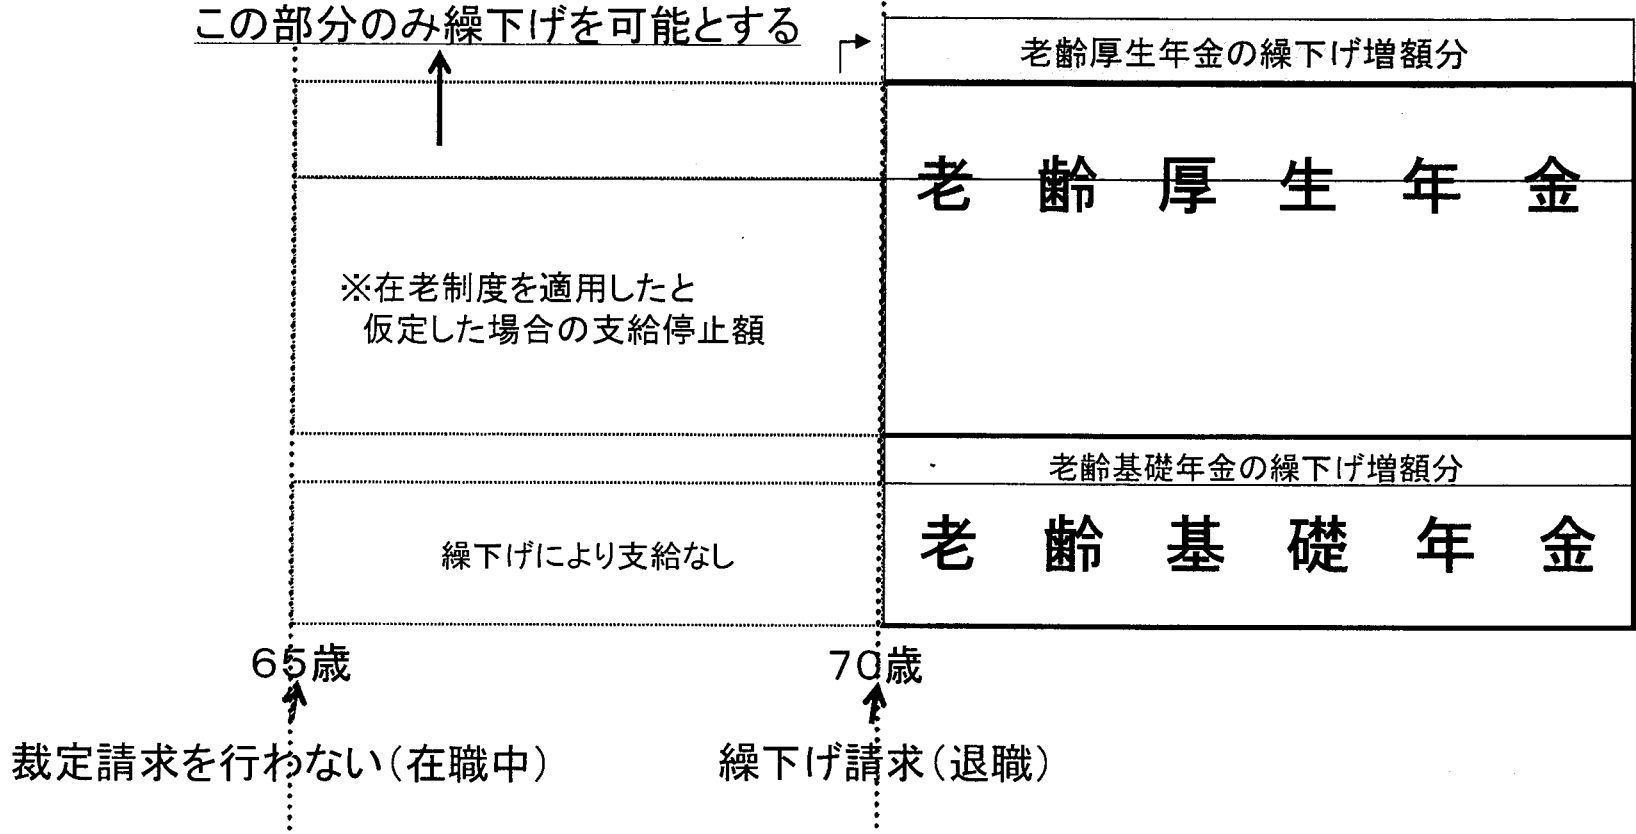 この部分のみ繰下げを可能とする
老齢厚生年金の繰下げ増額分
老齢厚生年金
※在老制度を適用したと
仮定した場合の支給停止額
老齢基礎年金の繰下げ増額分
繰下げにより支給なし
老齢基礎年金
65歳
70歳
裁定請求を行わない(在職中)
繰下げ請求(退職)